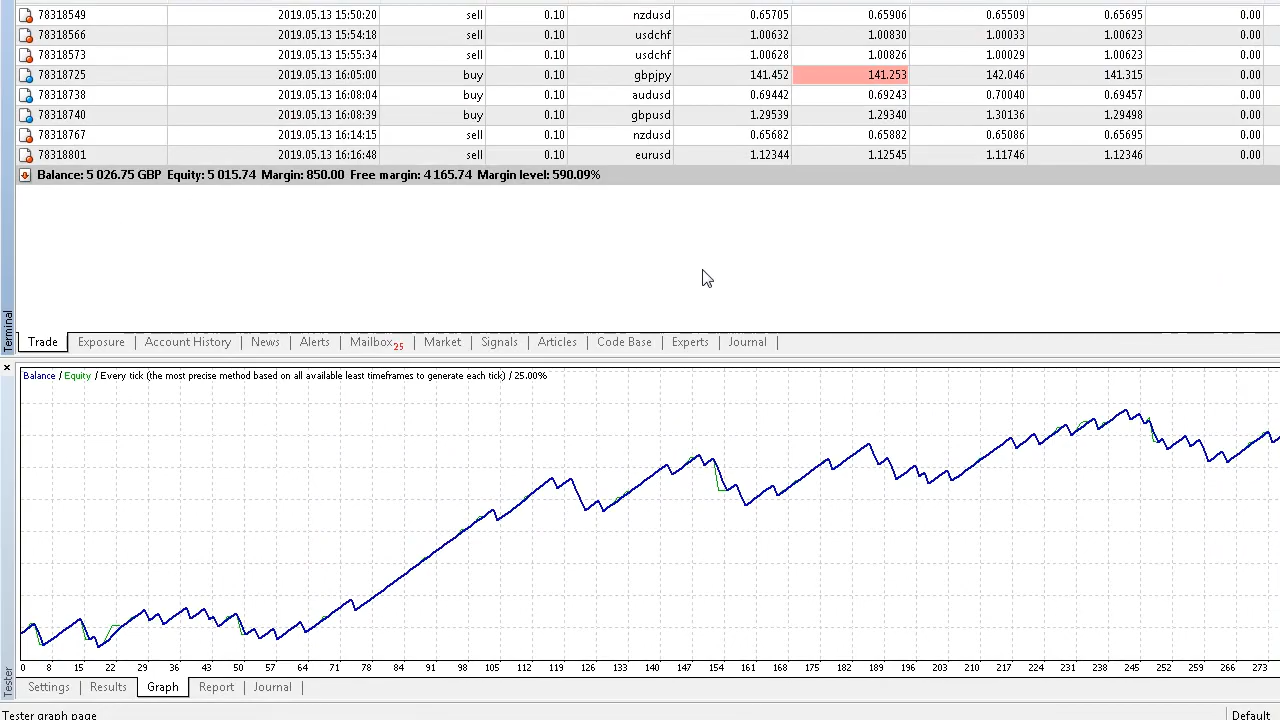 78318549 2019.05.13 15:50:20 sell 0.10 nzdusd 0.65705 0.65906 0.65509 0.65695 0.00
78318566 2019.05.13 15:54:18 sell 0.10 usdchf 1.00632 1.00830 1.00033 1.00623 0.00
78318573 2019.05.13 15:55:34 sell 0.10 usdchf 1.00628 1.00826 1.00029 1.00623 0.00
78318725 2019.05.13 16:05:00 buy 0.10 gbpjpy 141.452 141.253 142.046 141.315 0.00
78318738 2019.05.13 16:08:04 buy 0.10 audusd 0.69442 0.69243 0.70040 0.69457 0.00
78318740 2019.05.13 16:08:39 buy 0.10 gbpusd 1.29539 1.29340 1.30136 1.29498 0.00
78318767 2019.05.13 16:14:15 sell 0.10 nzdusd 0.65682 0.65882 0.65086 0.65695 0.00
78318801 2019.05.13 16:16:48 sell 0.10 eurusd 1.12344 1.12545 1.11746 1.12346 0.00
Balance: 5 026.75 GBP Equity: 5 015.74 Margin: 850.00 Free margin: 4 165.74 Margin level: 590.09%
Terminal
Trade Exposure Account History News Alerts Mailbox 25 Market Signals Articles Code Base Experts Journal
Balance / Equity / Every tick (the most precise method based on all available least timeframes to generate each tick) / 25.00%
0 8 15 22 29 36 43 50 57 64 71 78 84 91 98 105 112 119 126 133 140 147 154 161 168 175 182 189 196 203 210 217 224 231 238 245 252 259 266 273
Tester
Settings Results Graph Report Journal
Tester graph page Default